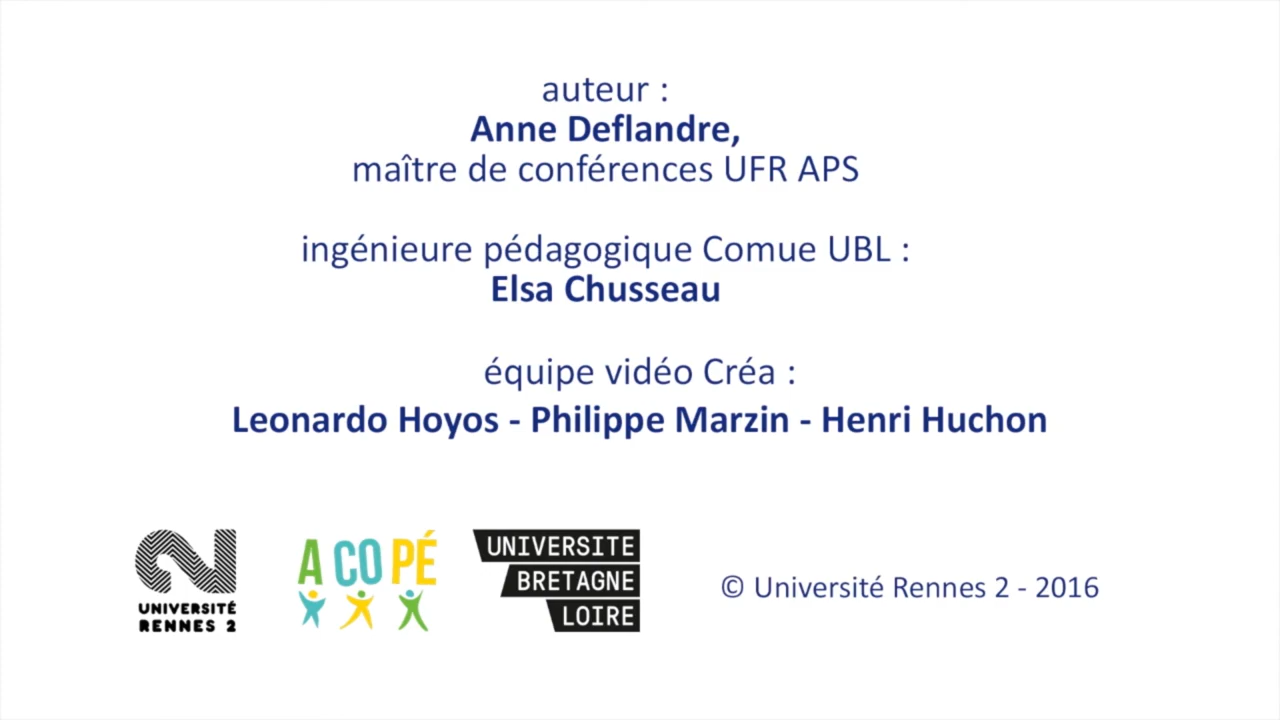 auteur :
Anne Deflandre,
maître de conférences UFR APS
ingénieure pédagogique Comue UBL :
Elsa Chusseau
équipe vidéo Créa :
Leonardo Hoyos - Philippe Marzin - Henri Huchon
2
UNIVERSITÉ
RENNES 2
A CO PÉ
UNIVERSITE
BRETAGNE
LOIRE
© Université Rennes 2 - 2016